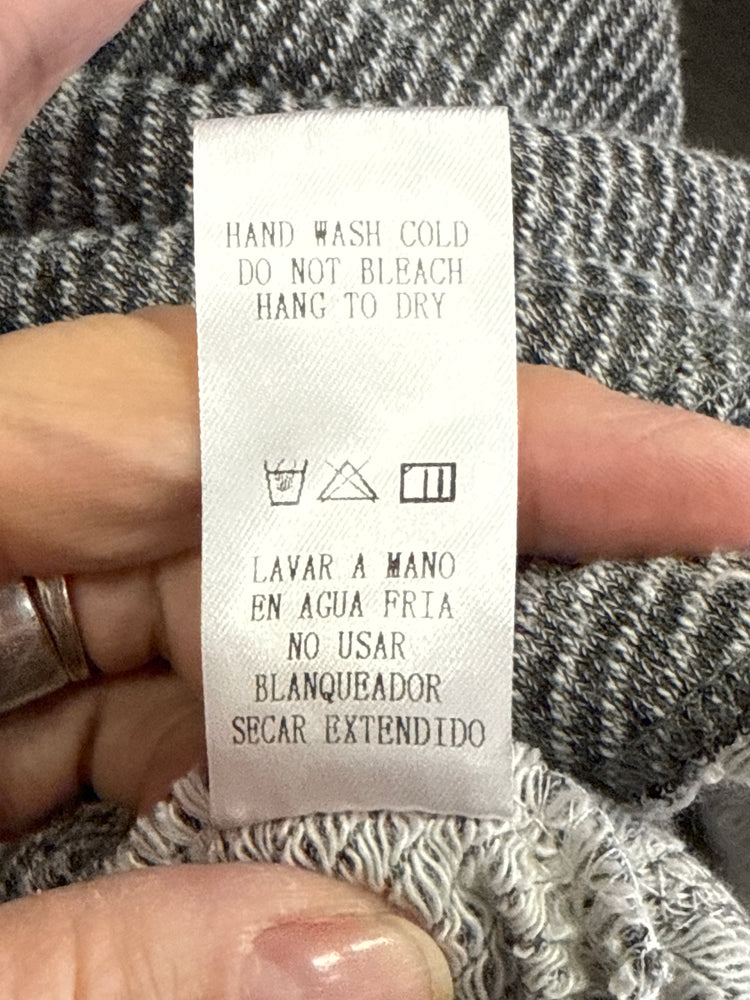 HAND WASH COLD
DO NOT BLEACH
HANG TO DRY
LAVAR A MANO
EN AGUA FRIA
NO USAR
BLANQUEADOR
SECAR EXTENDIDO